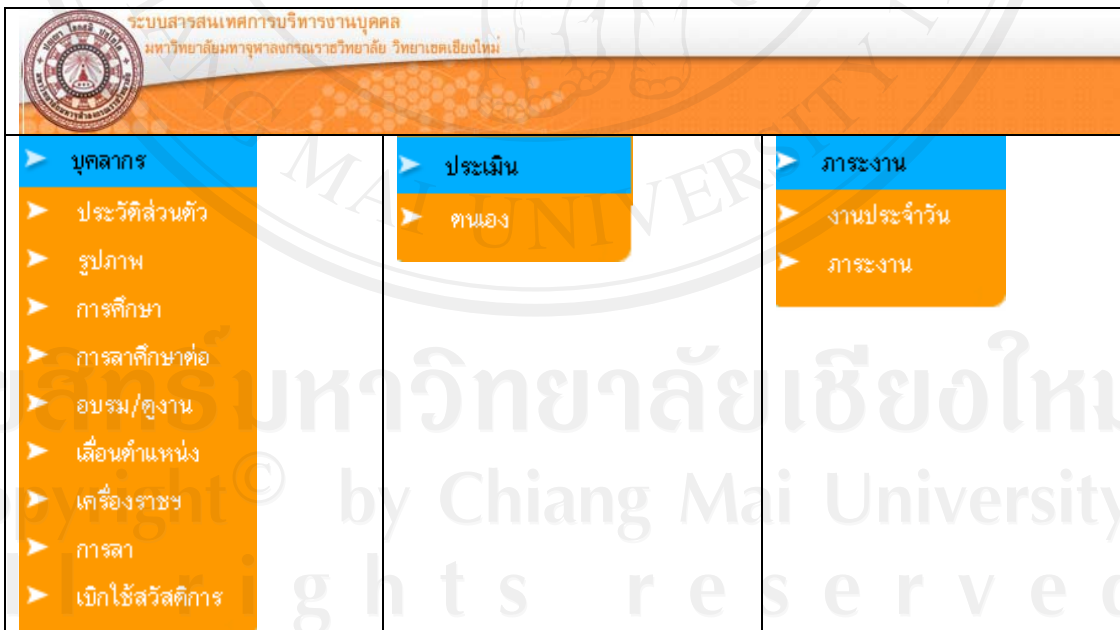 ระบบสารสนเทศการบริหารงานบุคคล
มหาวิทยาลัยมหาจุฬาลงกรณราชวิทยาลัย วิทยาเขตเชียงใหม่
บุคลากร
ประวัติส่วนตัว
รูปภาพ
การศึกษา
การลาศึกษาต่อ
อบรม/ดูงาน
เลื่อนตำแหน่ง
เครื่องราชฯ
การลา
เบิกใช้สวัสดิการ
ประเมิน
ตนเอง
ภาระงาน
งานประจำวัน
ภาระงาน
MAI UNIVERSIT
สิทธิ์มหาวิทยาลัยเชียงให
pyright© by Chiang Mai University
rights reserve